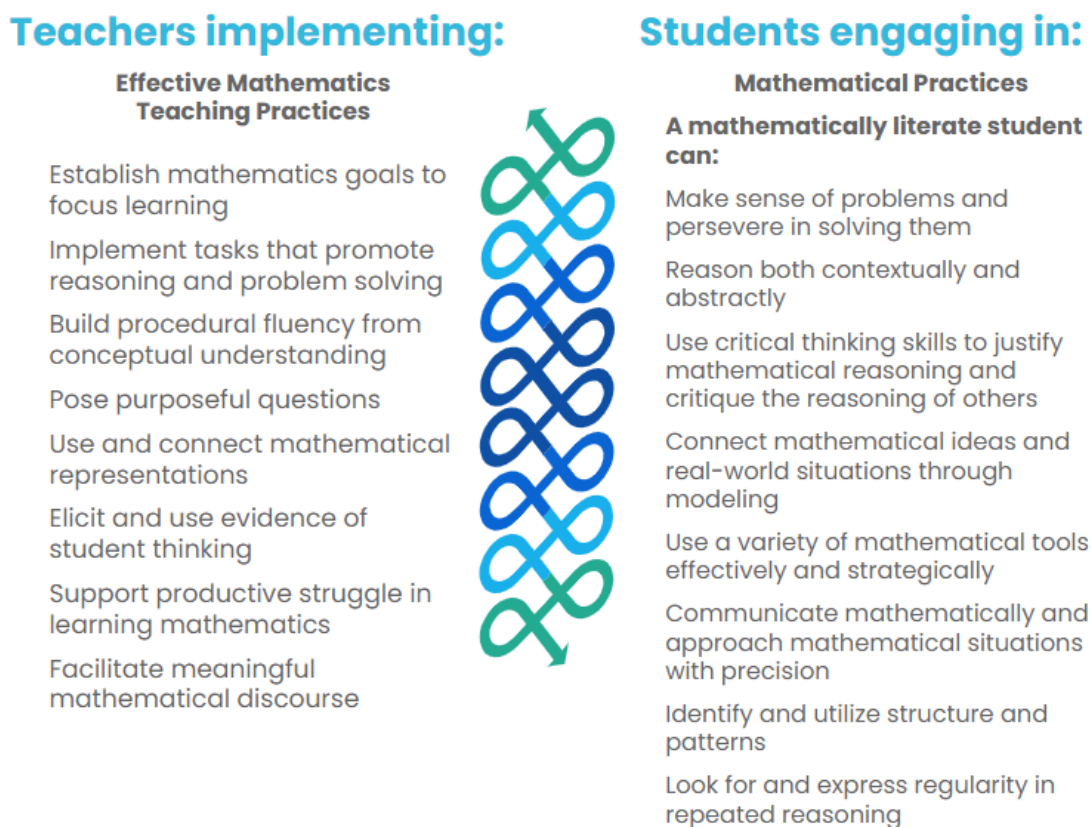 Teachers implementing:
Effective Mathematics
Teaching Practices
Establish mathematics goals to
focus learning
Implement tasks that promote
reasoning and problem solving
Build procedural fluency from
conceptual understanding
Pose purposeful questions
Use and connect mathematical
representations
Elicit and use evidence of
student thinking
Support productive struggle in
learning mathematics
Facilitate meaningful
mathematical discourse
Students engaging in:
Mathematical Practices
A mathematically literate student
can:
Make sense of problems and
persevere in solving them
Reason both contextually and
abstractly
Use critical thinking skills to justify
mathematical reasoning and
critique the reasoning of others
Connect mathematical ideas and
real-world situations through
modeling
Use a variety of mathematical tools
effectively and strategically
Communicate mathematically and
approach mathematical situations
with precision
Identify and utilize structure and
patterns
Look for and express regularity in
repeated reasoning